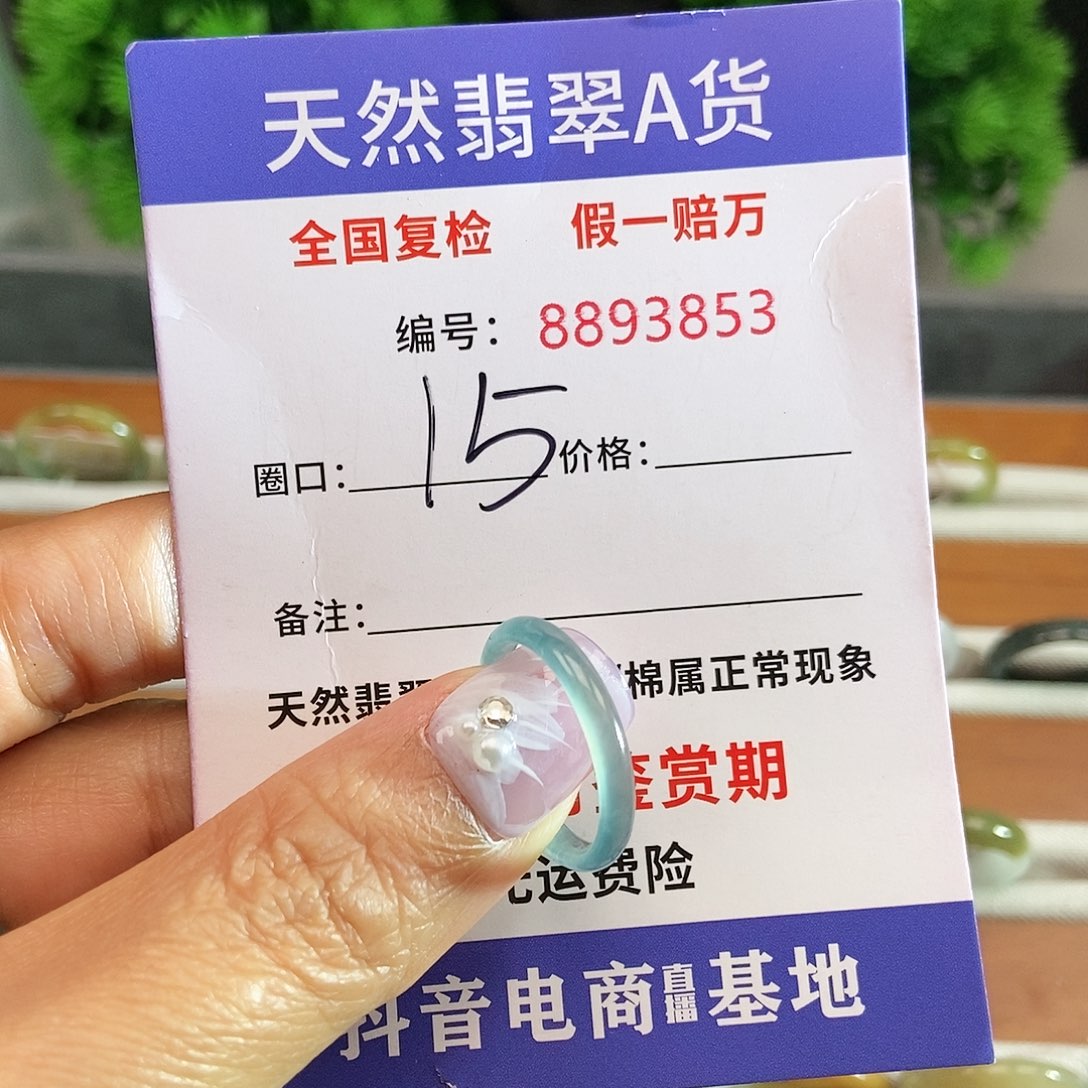 天然翡翠A货
全国复检 假一赔万
编号：8893853
圈口：15 价格：
备注：
天然翡 棉属正常现象
鉴赏期
运费险
抖音电商直播基地